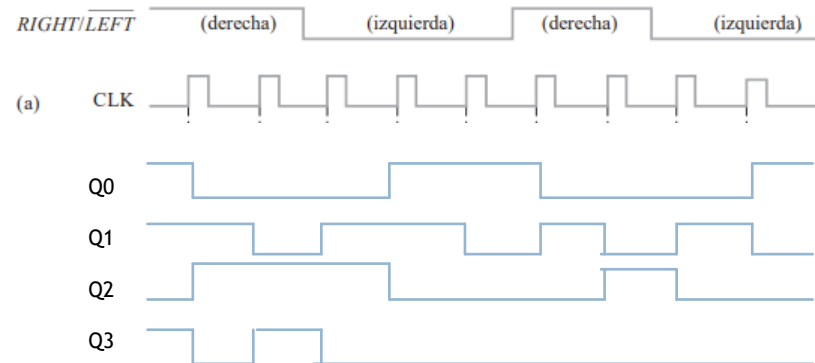 RIGHT/LEFT (derecha) (izquierda) (derecha) (izquierda)
(a) CLK
Q0
Q1
Q2
Q3